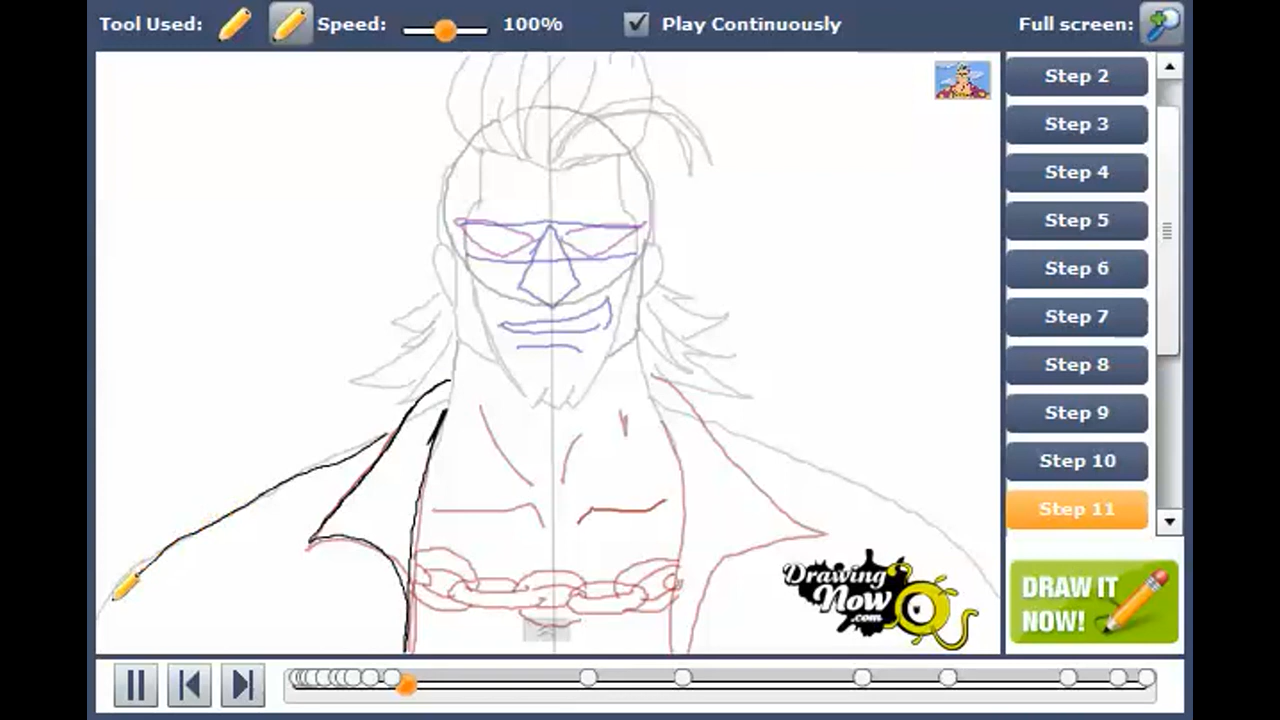 Tool Used:
Speed:
100%
Play Continuously
Full screen:
Step 2
Step 3
Step 4
Step 5
Step 6
Step 7
Step 8
Step 9
Step 10
Step 11
Drawing
Now
.com
DRAW IT
NOW!